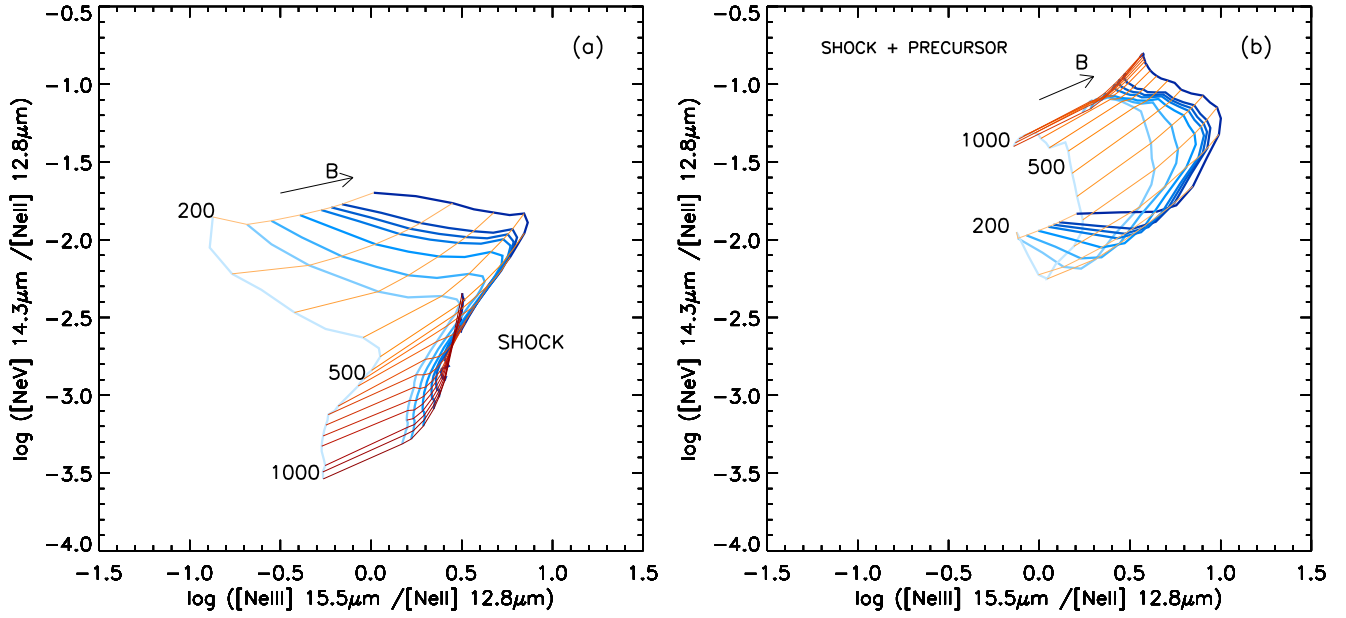 (a)
B
200
500
1000
SHOCK
-0.5
-1.0
-1.5
-2.0
-2.5
-3.0
-3.5
-4.0
log ([NeV] 14.3μm /[NeII] 12.8μm)
-1.5 -1.0 -0.5 0.0 0.5 1.0 1.5
log ([NeIII] 15.5μm /[NeII] 12.8μm)
SHOCK + PRECURSOR
(b)
B
1000
500
200
-0.5
-1.0
-1.5
-2.0
-2.5
-3.0
-3.5
-4.0
log ([NeV] 14.3μm /[NeII] 12.8μm)
-1.5 -1.0 -0.5 0.0 0.5 1.0 1.5
log ([NeIII] 15.5μm /[NeII] 12.8μm)